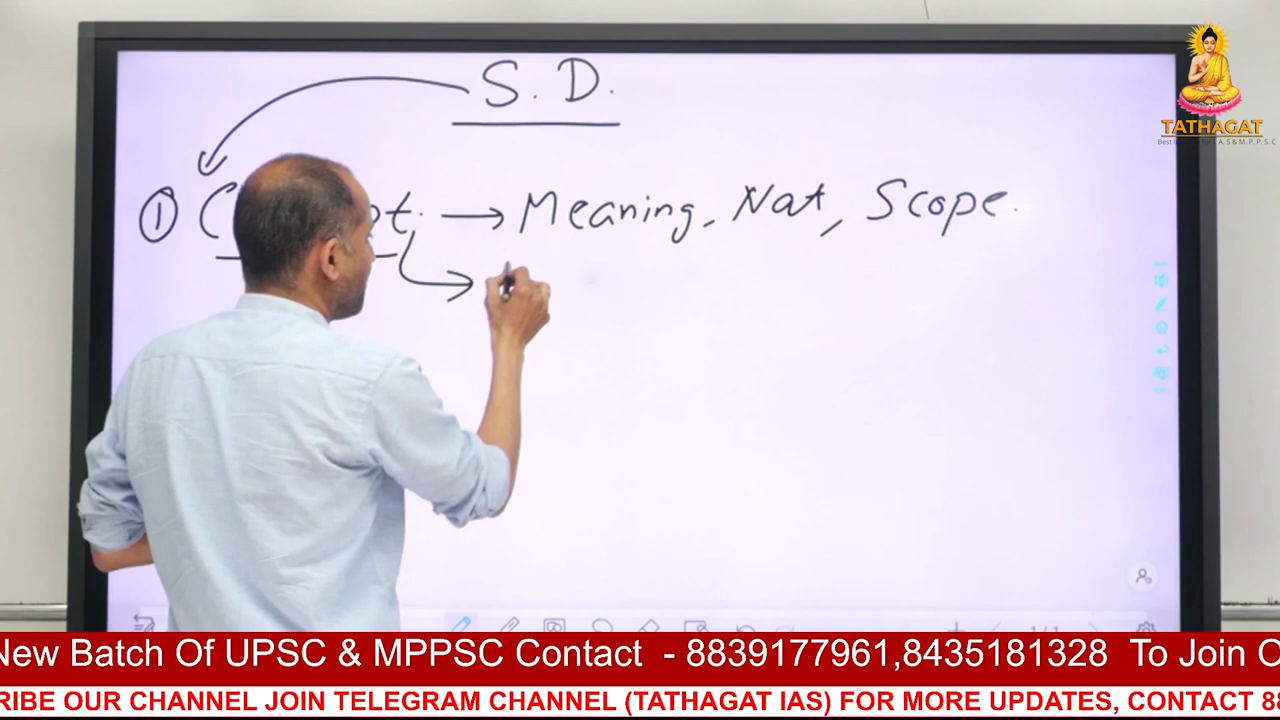 S. D.
① → Meaning, Nat, Scope.
TATHAGAT
New Batch Of UPSC & MPPSC Contact - 8839177961,8435181328 To Join O
RIBE OUR CHANNEL JOIN TELEGRAM CHANNEL (TATHAGAT IAS) FOR MORE UPDATES, CONTACT 88